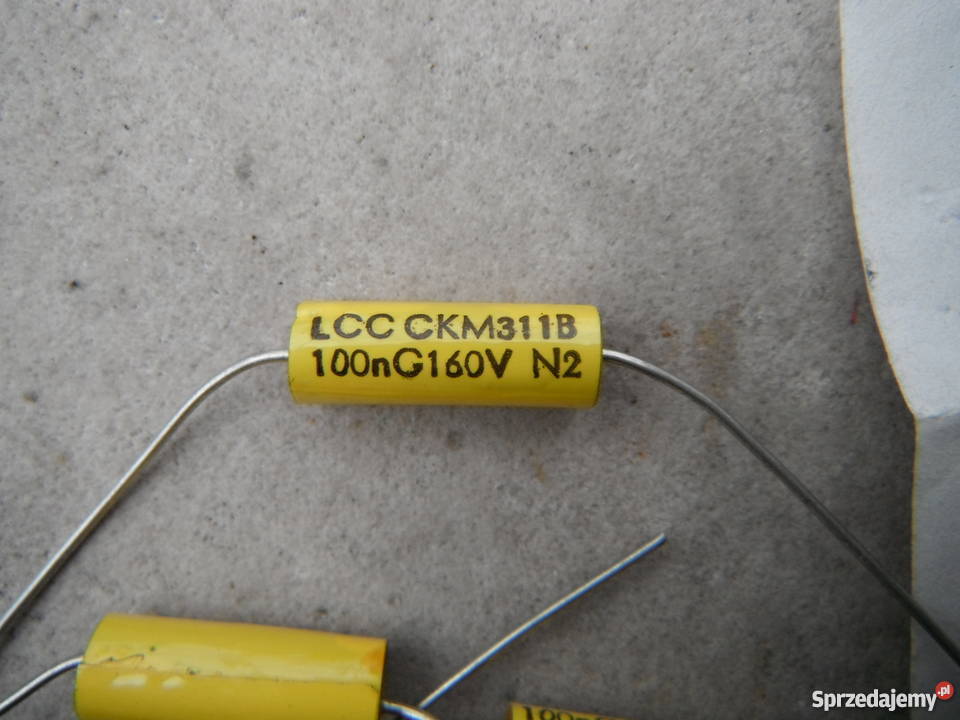 LCC CKM311B
100nG160V N2
Sprzedajemy.pl